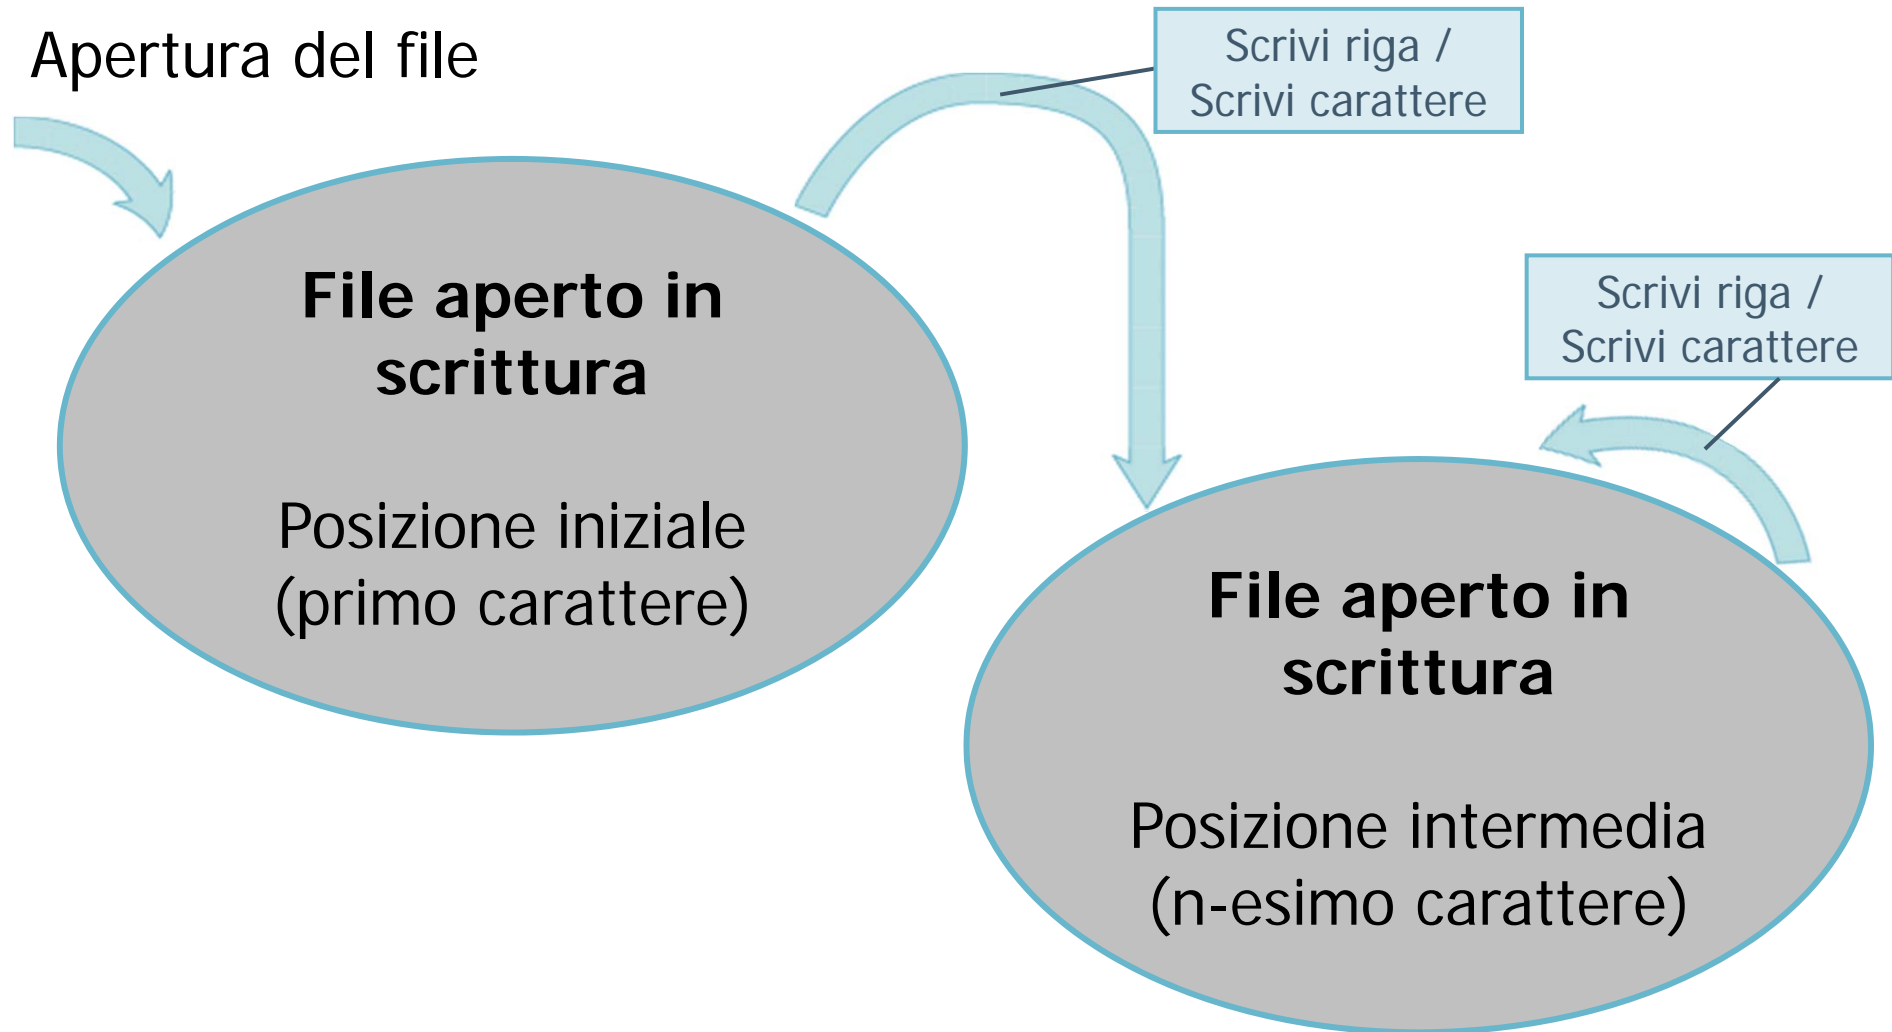 Apertura del file
Scrivi riga /
Scrivi carattere
File aperto in
scrittura
Posizione iniziale
(primo carattere)
Scrivi riga /
Scrivi carattere
File aperto in
scrittura
Posizione intermedia
(n-esimo carattere)